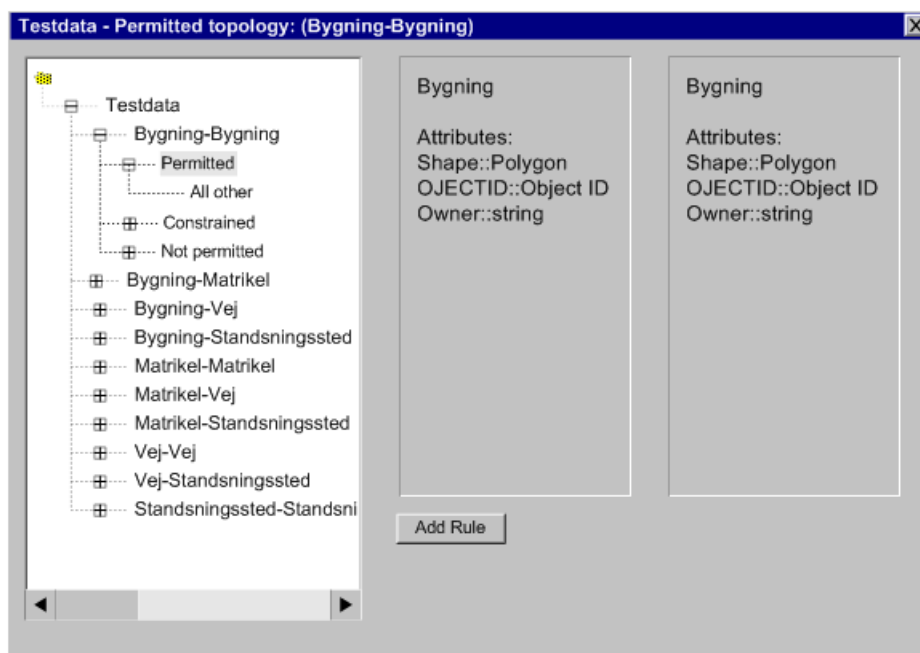 Testdata - Permitted topology: (Bygning-Bygning)
Testdata
Bygning-Bygning
Permitted
All other
Constrained
Not permitted
Bygning-Matrikel
Bygning-Vej
Bygning-Standsningssted
Matrikel-Matrikel
Matrikel-Vej
Matrikel-Standsningssted
Vej-Vej
Vej-Standsningssted
Standsningssted-Standsni
Bygning
Attributes:
Shape::Polygon
OJECTID::Object ID
Owner::string
Bygning
Attributes:
Shape::Polygon
OJECTID::Object ID
Owner::string
Add Rule